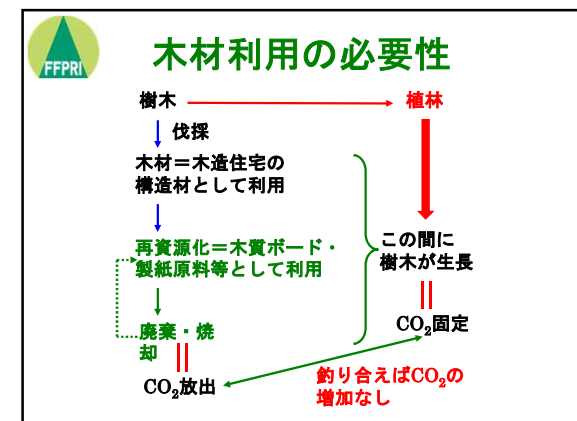 FFPRI
木材利用の必要性
樹木
植林
伐採
木材＝木造住宅の
構造材として利用
再資源化＝木質ボード・
製紙原料等として利用
この間に
樹木が生長
廃棄・焼
却
CO₂固定
CO₂放出
釣り合えばCO₂の
増加なし